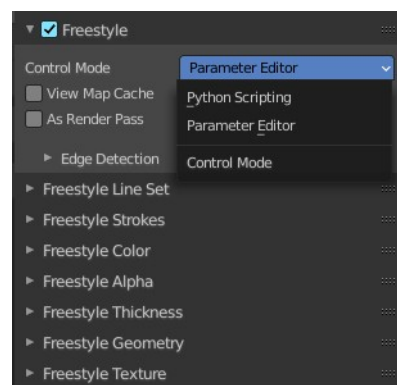 Freestyle
Control Mode Parameter Editor
View Map Cache Python Scripting
As Render Pass Parameter Editor
Edge Detection Control Mode
Freestyle Line Set
Freestyle Strokes
Freestyle Color
Freestyle Alpha
Freestyle Thickness
Freestyle Geometry
Freestyle Texture